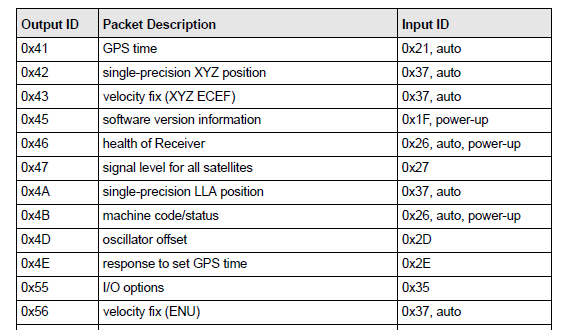 Output ID Packet Description Input ID
0x41 GPS time 0x21, auto
0x42 single-precision XYZ position 0x37, auto
0x43 velocity fix (XYZ ECEF) 0x37, auto
0x45 software version information 0x1F, power-up
0x46 health of Receiver 0x26, auto, power-up
0x47 signal level for all satellites 0x27
0x4A single-precision LLA position 0x37, auto
0x4B machine code/status 0x26, auto, power-up
0x4D oscillator offset 0x2D
0x4E response to set GPS time 0x2E
0x55 I/O options 0x35
0x56 velocity fix (ENU) 0x37, auto